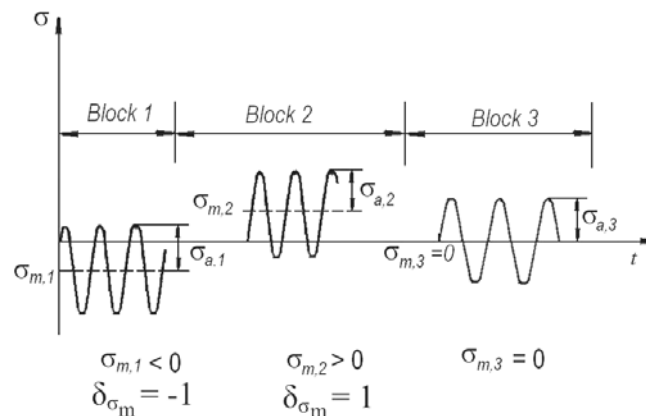 σ
Block 1 Block 2 Block 3
σm,2 σa,2 σa,3
σm,1 σa.1 σm,3 =0 t
σm,1 < 0 σm,2 > 0 σm,3 = 0
δσm = -1 δσm = 1